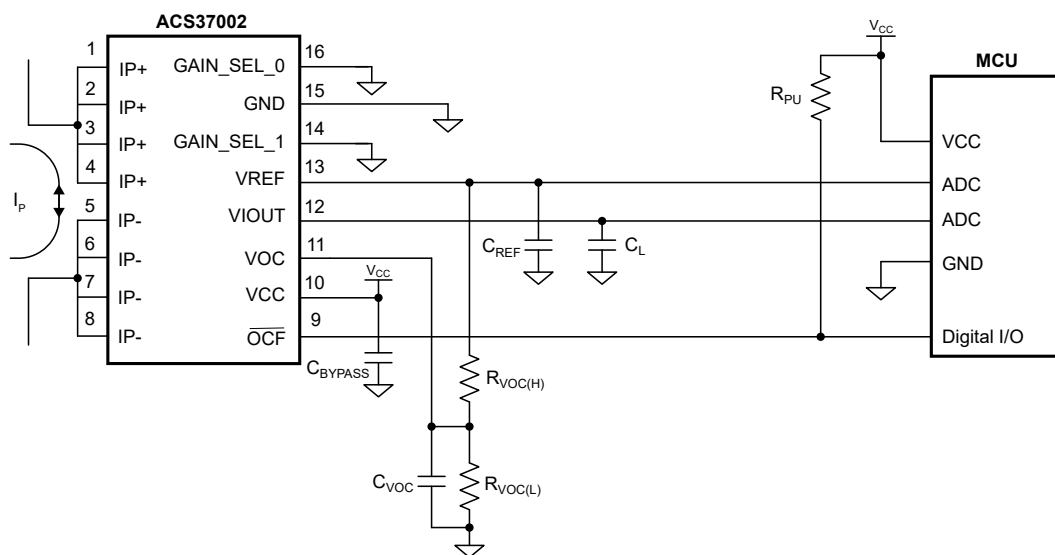 ACS37002
1
IP+
2
IP+
3
IP+
4
IP+
5
IP-
6
IP-
7
IP-
8
IP-
I_P
GAIN_SEL_0
16
GND
15
GAIN_SEL_1
14
VREF
13
VIOUT
12
VOC
11
VCC
10
OCF
9
V_CC
C_BYPASS
C_REF
C_L
R_VOC(H)
C_VOC
R_VOC(L)
V_CC
R_PU
MCU
VCC
ADC
ADC
GND
Digital I/O